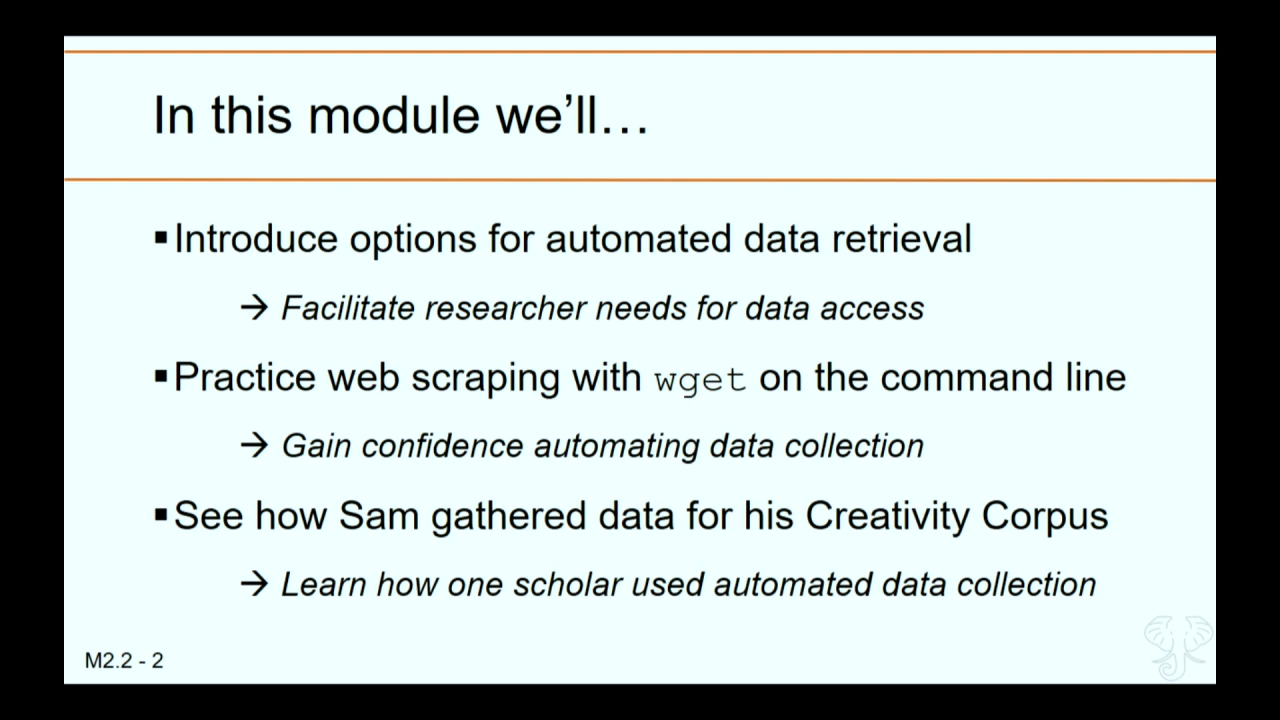 In this module we’ll…
▪Introduce options for automated data retrieval
→ Facilitate researcher needs for data access
▪Practice web scraping with wget on the command line
→ Gain confidence automating data collection
▪See how Sam gathered data for his Creativity Corpus
→ Learn how one scholar used automated data collection
M2.2 - 2